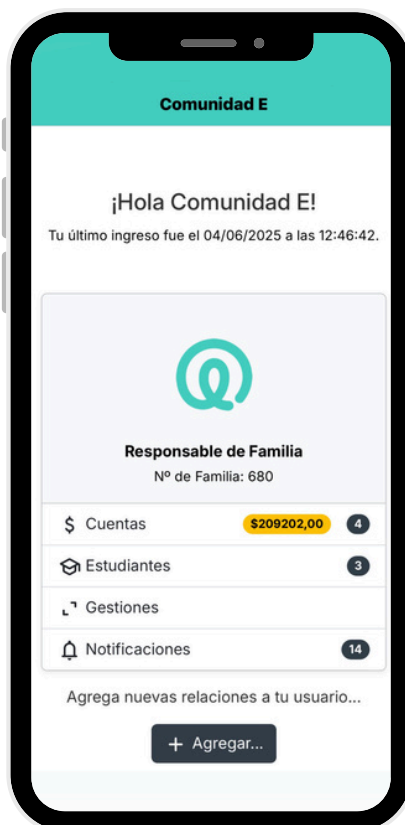 Comunidad E
¡Hola Comunidad E!
Tu último ingreso fue el 04/06/2025 a las 12:46:42.
Responsable de Familia
Nº de Familia: 680
$ Cuentas $209202,00 4
Estudiantes 3
Gestiones
Notificaciones 14
Agrega nuevas relaciones a tu usuario...
+ Agregar...